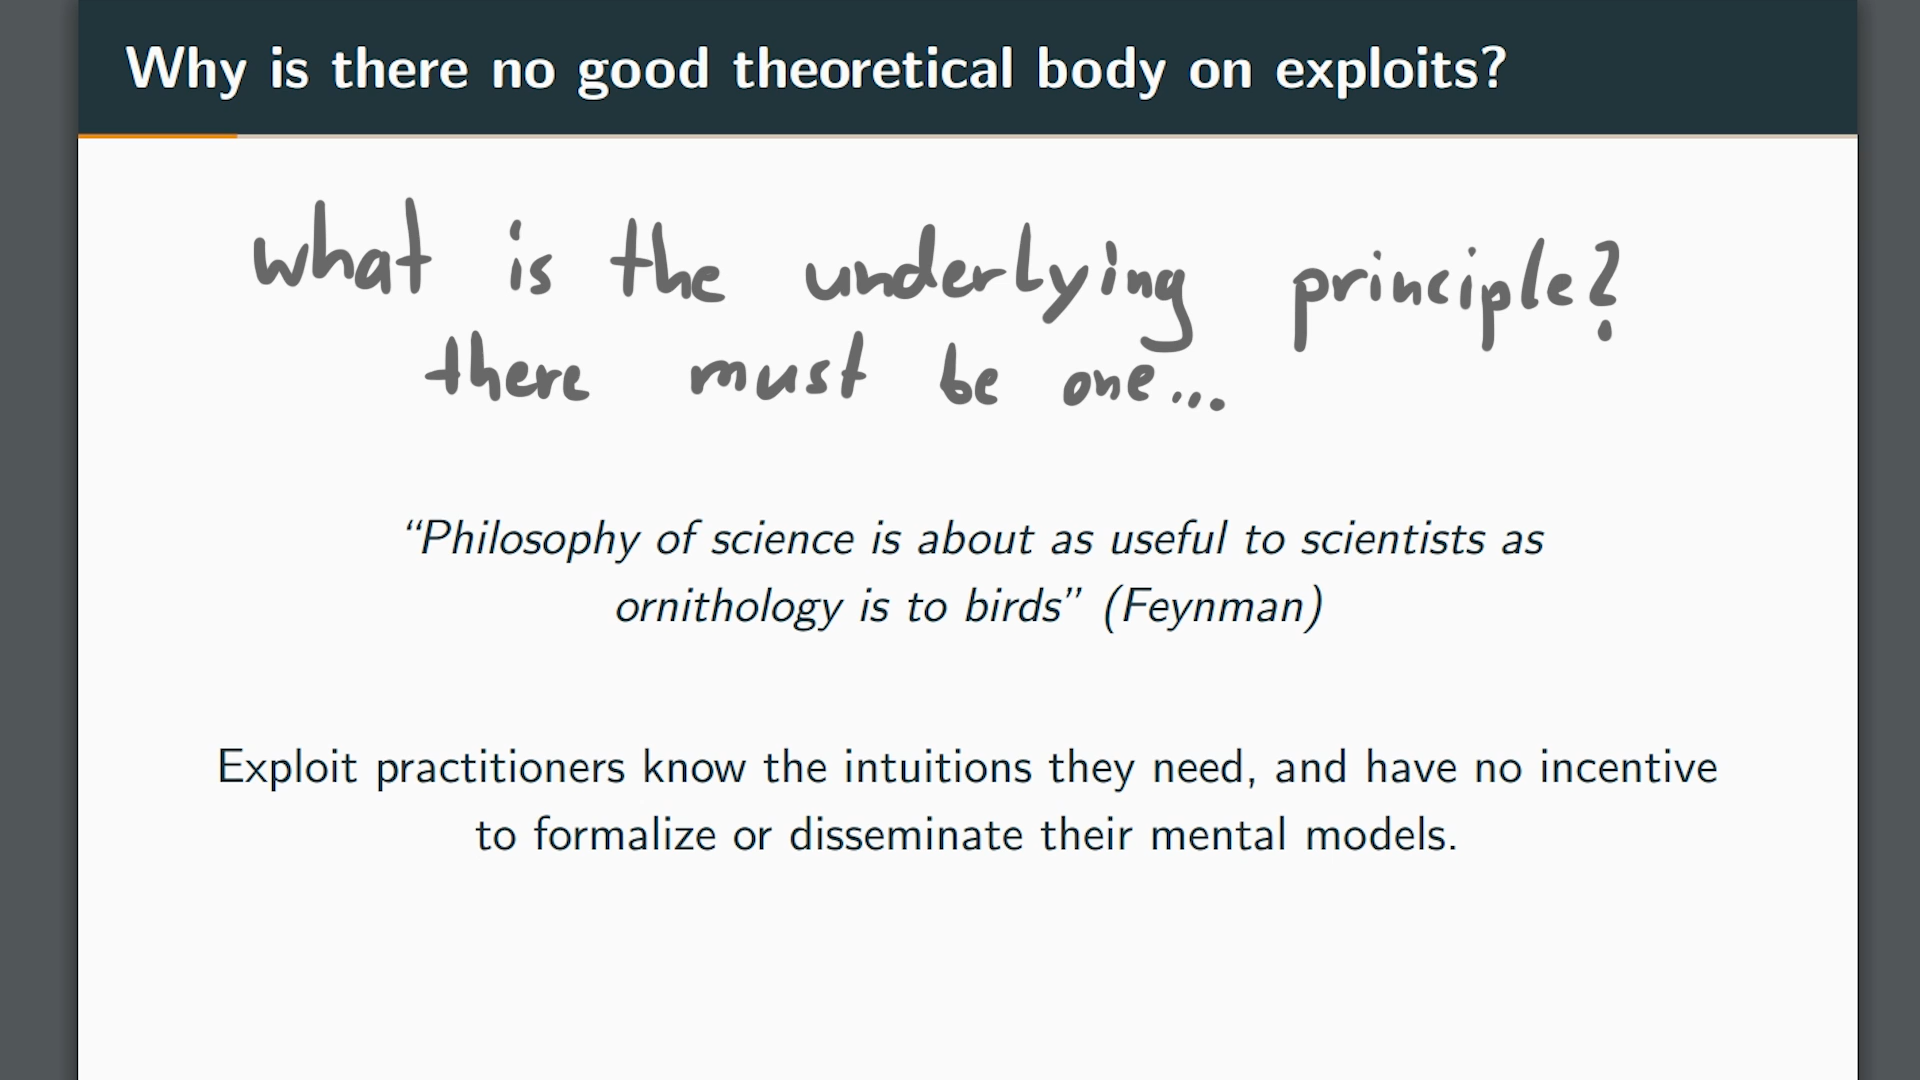 Why is there no good theoretical body on exploits?
what is the underlying principle?
there must be one...
“Philosophy of science is about as useful to scientists as
ornithology is to birds” (Feynman)
Exploit practitioners know the intuitions they need, and have no incentive
to formalize or disseminate their mental models.